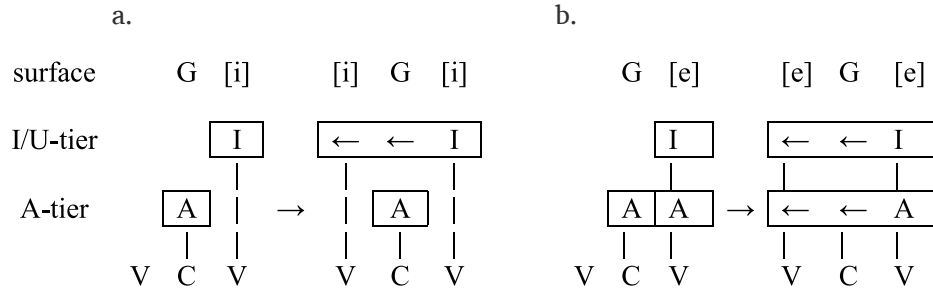 a. b.
surface G [i] [i] G [i] G [e] [e] G [e]
I/U-tier I ← ← I I ← ← I
A-tier A → A A A → ← ← A
V C V V C V V C V V C V